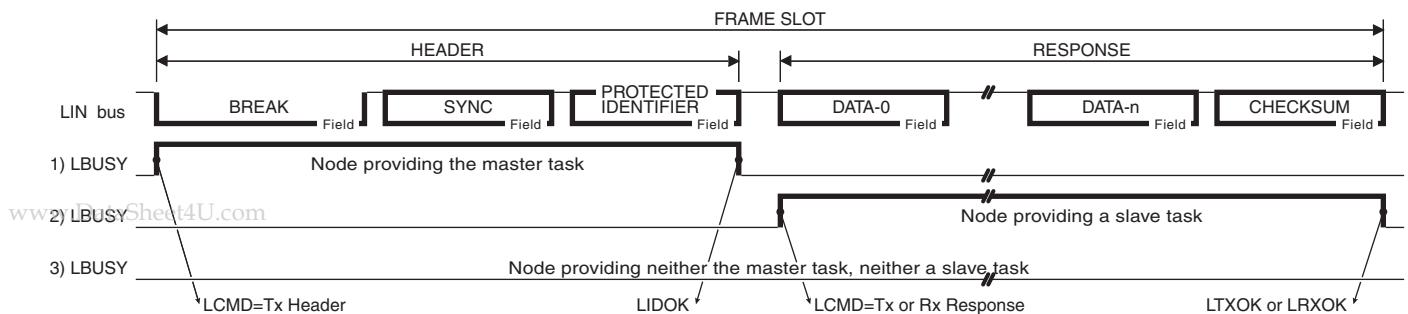 FRAME SLOT
HEADER
RESPONSE
LIN bus
BREAK
Field
SYNC
Field
PROTECTED
IDENTIFIER
Field
DATA-0
Field
DATA-n
Field
CHECKSUM
Field
1) LBUSY
Node providing the master task
www.DataSheet4U.com
2) LBUSY
Node providing a slave task
3) LBUSY
Node providing neither the master task, neither a slave task
LCMD=Tx Header
LIDOK
LCMD=Tx or Rx Response
LTXOK or LRXOK